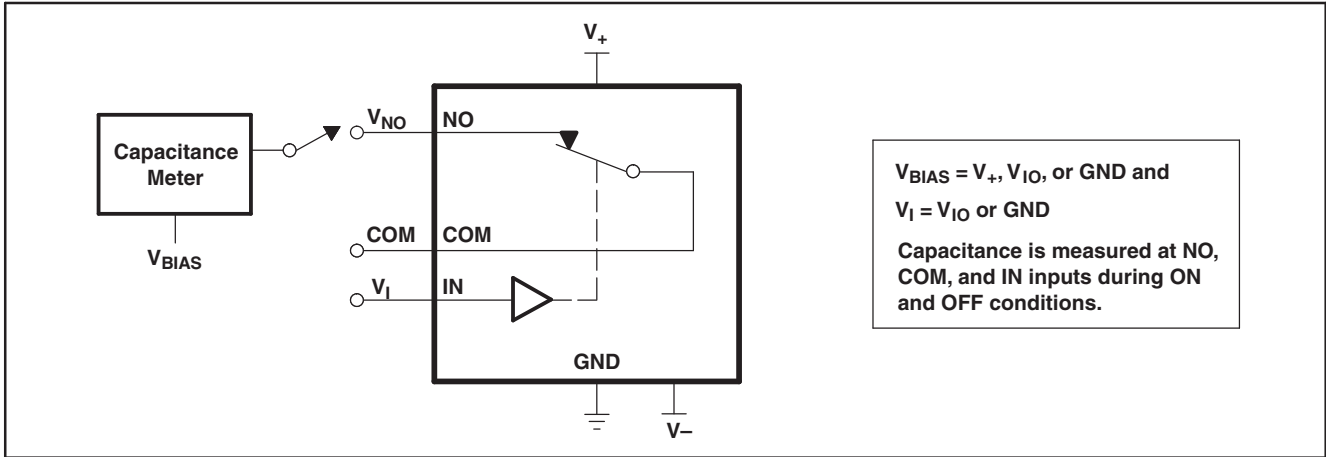 V+
Capacitance
Meter
VBIAS
VNO
NO
COM
COM
VI
IN
GND
V–
VBIAS = V+, VIO, or GND and
VI = VIO or GND
Capacitance is measured at NO,
COM, and IN inputs during ON
and OFF conditions.